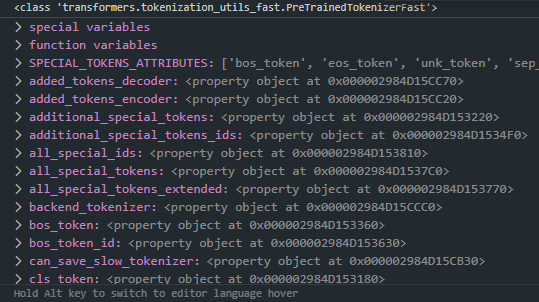 <class 'transformers.tokenization_utils_fast.PreTrainedTokenizerFast'>
> special variables
> function variables
> SPECIAL_TOKENS_ATTRIBUTES: ['bos_token', 'eos_token', 'unk_token', 'sep_
> added_tokens_decoder: <property object at 0x000002984D15CC70>
> added_tokens_encoder: <property object at 0x000002984D15CC20>
> additional_special_tokens: <property object at 0x000002984D153220>
> additional_special_tokens_ids: <property object at 0x000002984D1534F0>
> all_special_ids: <property object at 0x000002984D153810>
> all_special_tokens: <property object at 0x000002984D1537C0>
> all_special_tokens_extended: <property object at 0x000002984D153770>
> backend_tokenizer: <property object at 0x000002984D15CCC0>
> bos_token: <property object at 0x000002984D153360>
> bos_token_id: <property object at 0x000002984D153630>
> can_save_slow_tokenizer: <property object at 0x000002984D15CB30>
> cls_token: <property object at 0x000002984D153180>
Hold Alt key to switch to editor language hover